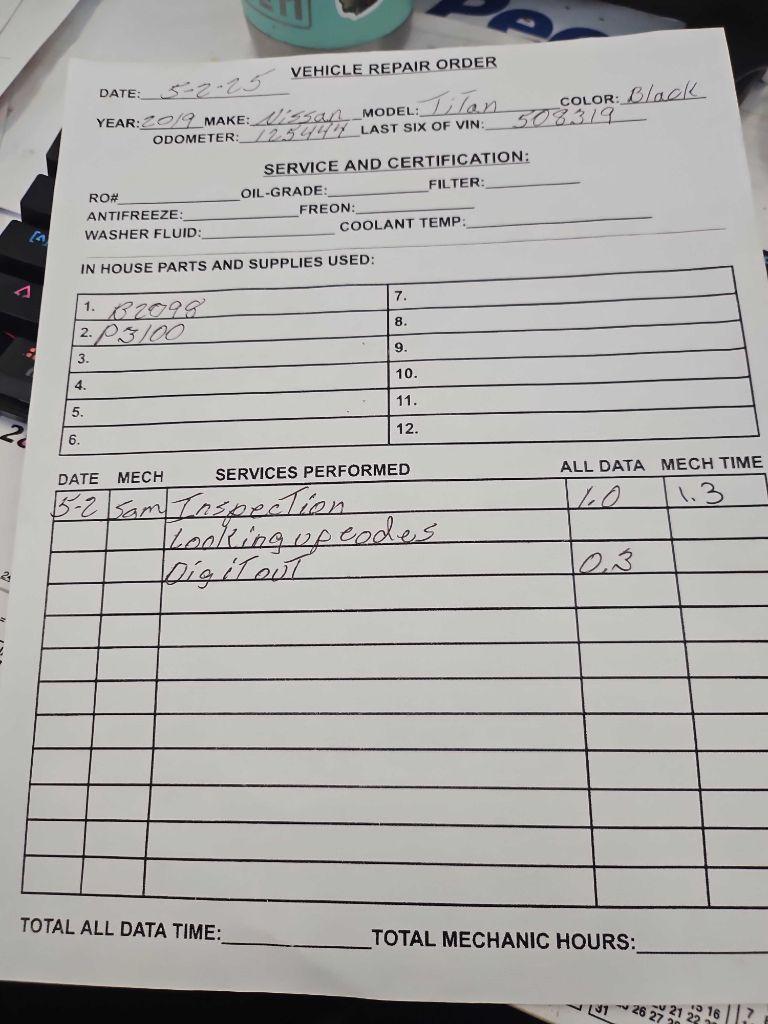 VEHICLE REPAIR ORDER
DATE: 5-2-25
YEAR: 2019 MAKE: Nissan MODEL: Titan COLOR: Black
ODOMETER: 125444 LAST SIX OF VIN: 508319
SERVICE AND CERTIFICATION:
RO# OIL-GRADE: FILTER:
ANTIFREEZE: FREON:
WASHER FLUID: COOLANT TEMP:
IN HOUSE PARTS AND SUPPLIES USED:
1. B2098 7.
2. P3100 8.
3. 9.
4. 10.
5. 11.
6. 12.
DATE MECH SERVICES PERFORMED ALL DATA MECH TIME
5-2 Sam Inspection 1.0 1.3
Looking up codes
Dig it out 0.3
TOTAL ALL DATA TIME: TOTAL MECHANIC HOURS: